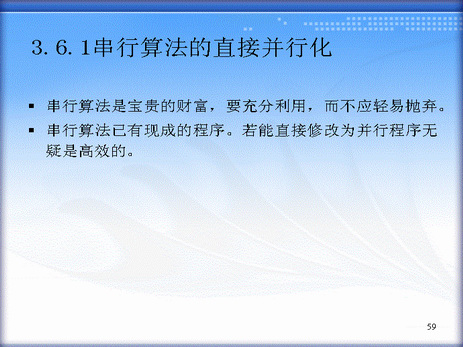 3.6.1串行算法的直接并行化
▪ 串行算法是宝贵的财富，要充分利用，而不应轻易抛弃。
▪ 串行算法已有现成的程序。若能直接修改为并行程序无
疑是高效的。
59